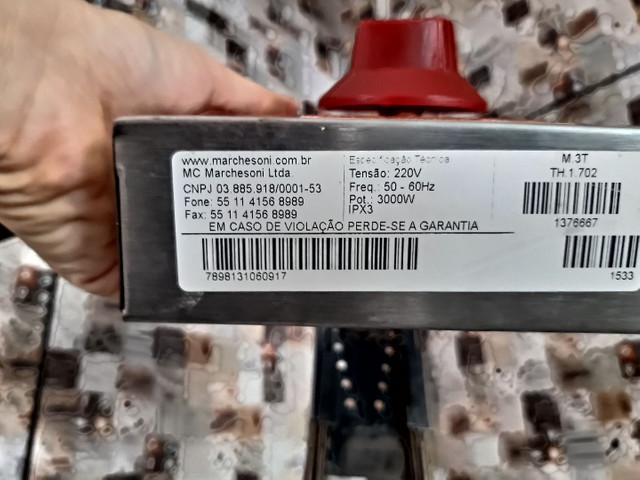 www.marchesoni.com.br
MC Marchesoni Ltda.
CNPJ 03.885.918/0001-53
Fone: 55 11 4156 8989
Fax: 55 11 4156 8989
Especificação Técnica
Tensão: 220V
Freq.: 50 - 60Hz
Pot.: 3000W
IPX3
EM CASO DE VIOLAÇÃO PERDE-SE A GARANTIA
7898131060917
M.3T
TH.1.702
1376667
1533